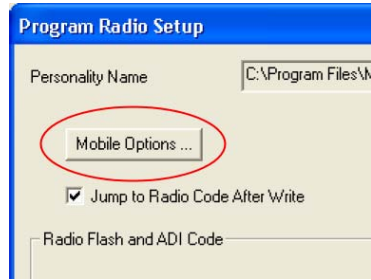 Program Radio Setup
Personality Name C:\Program Files\M
Mobile Options ...
Jump to Radio Code After Write
Radio Flash and ADI Code